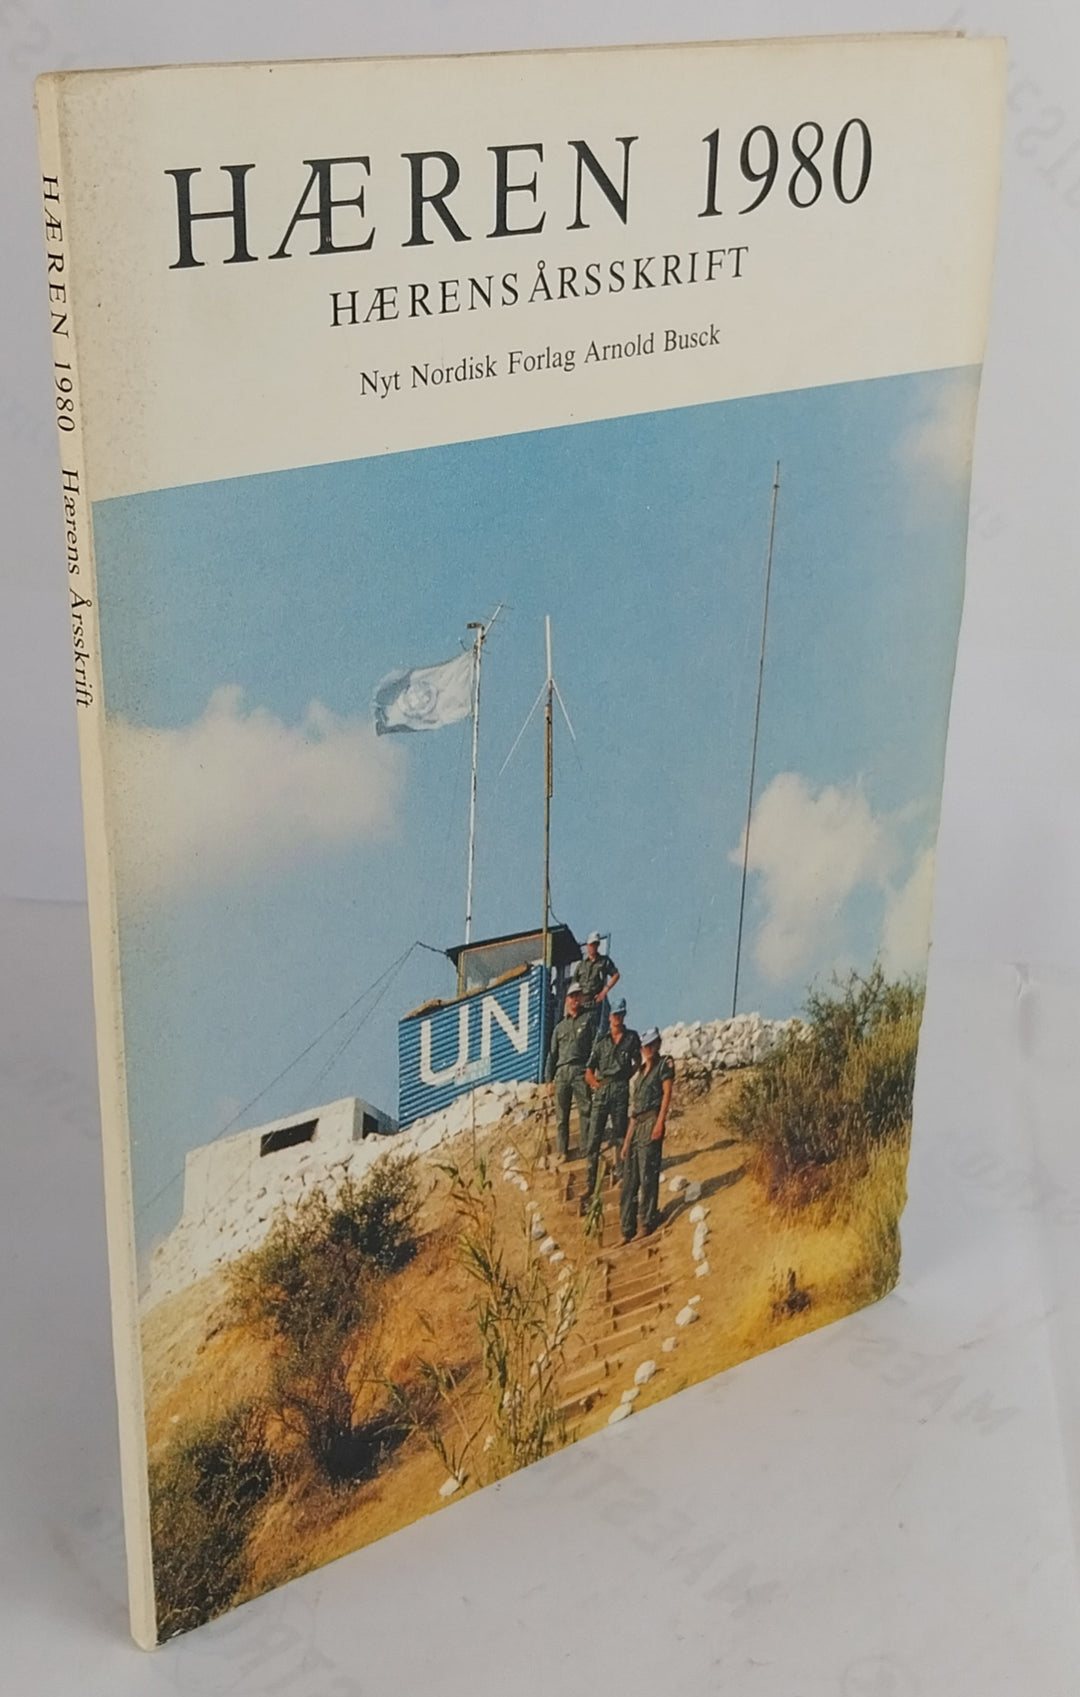 HÆREN 1980
HÆRENS ÅRSSKRIFT
Nyt Nordisk Forlag Arnold Busck
HÆREN 1980 Hærens Årsskrift
UN